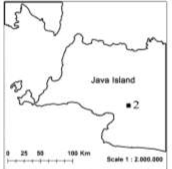 Java Island
2
0 25 50 100 Km
Scale 1 : 2.000.000